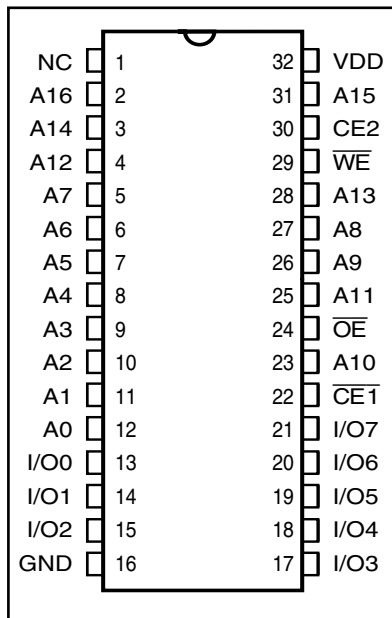 NC 1 32 VDD
A16 2 31 A15
A14 3 30 CE2
A12 4 29 W̅E̅
A7 5 28 A13
A6 6 27 A8
A5 7 26 A9
A4 8 25 A11
A3 9 24 O̅E̅
A2 10 23 A10
A1 11 22 C̅E̅1̅
A0 12 21 I/O7
I/O0 13 20 I/O6
I/O1 14 19 I/O5
I/O2 15 18 I/O4
GND 16 17 I/O3